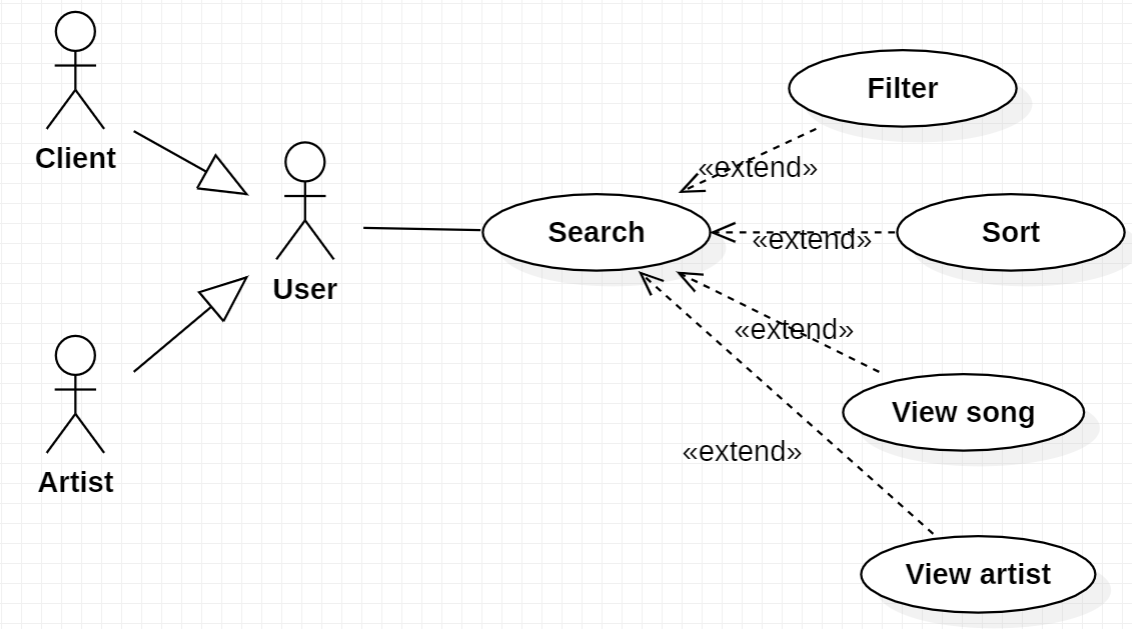 Client
User
Artist
Search
Filter
«extend»
Sort
«extend»
View song
«extend»
View artist
«extend»